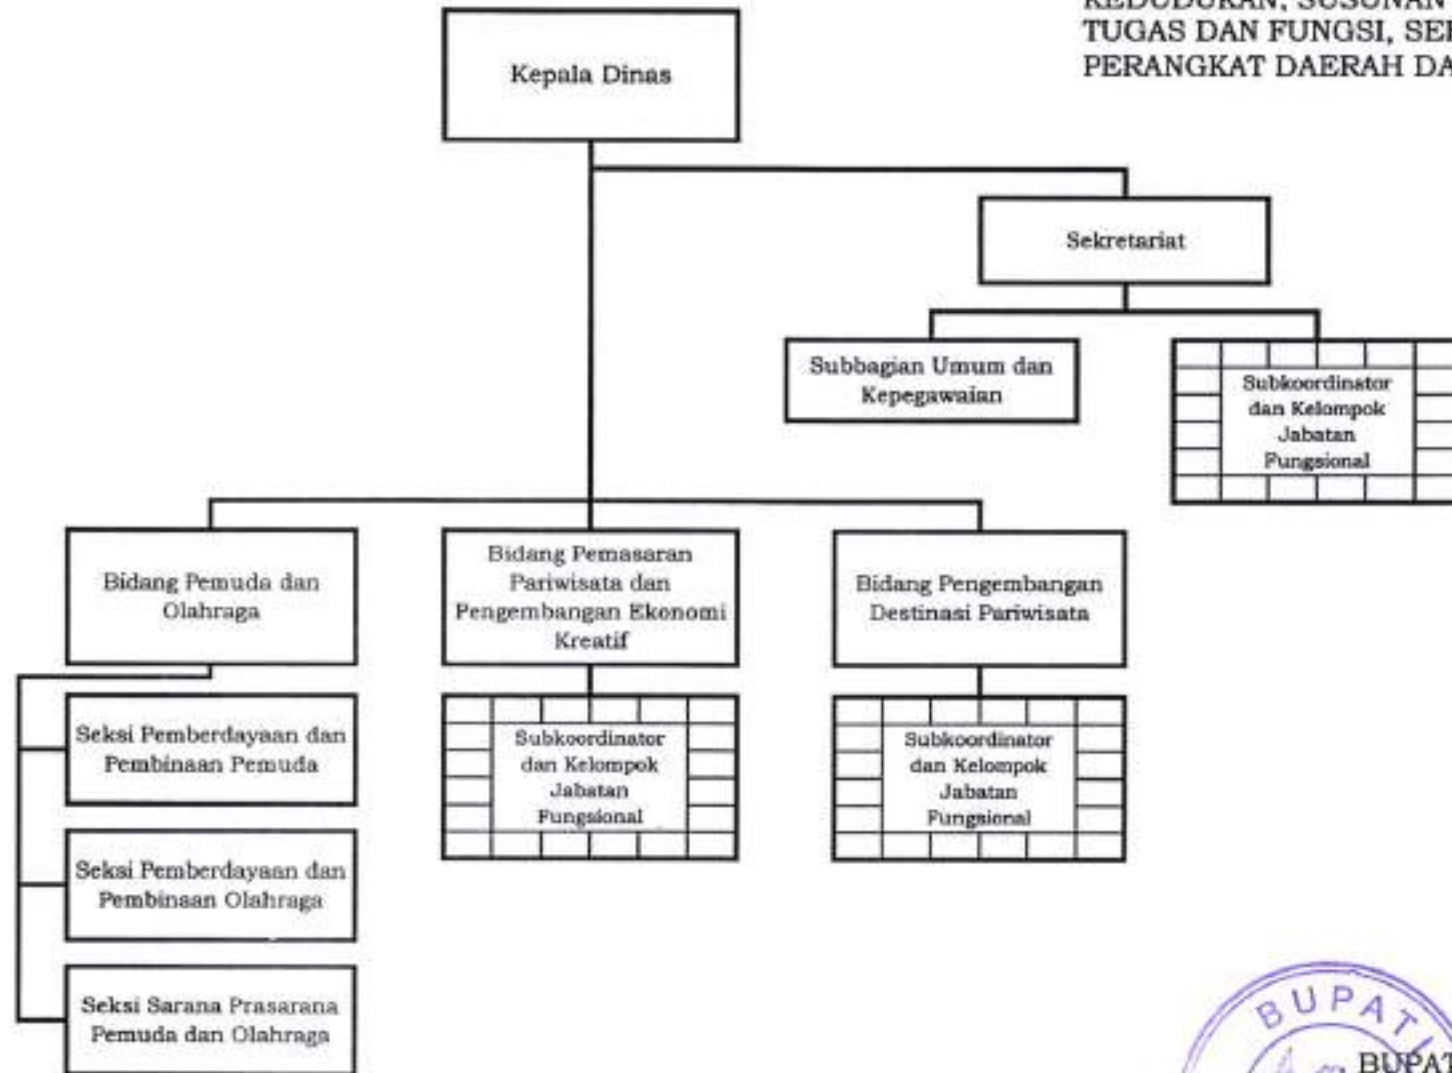 KEDUDUKAN, SUSUNAN
TUGAS DAN FUNGSI, SER
PERANGKAT DAERAH DA
Kepala Dinas
Sekretariat
Subbagian Umum dan
Kepegawaian
Subkoordinator
dan Kelompok
Jabatan
Fungsional
Bidang Pemuda dan
Olahraga
Bidang Pemasaran
Pariwisata dan
Pengembangan Ekonomi
Kreatif
Bidang Pengembangan
Destinasi Pariwisata
Seksi Pemberdayaan dan
Pembinaan Pemuda
Subkoordinator
dan Kelompok
Jabatan
Fungsional
Subkoordinator
dan Kelompok
Jabatan
Fungsional
Seksi Pemberdayaan dan
Pembinaan Olahraga
Seksi Sarana Prasarana
Pemuda dan Olahraga
BUPATI
BUPAT